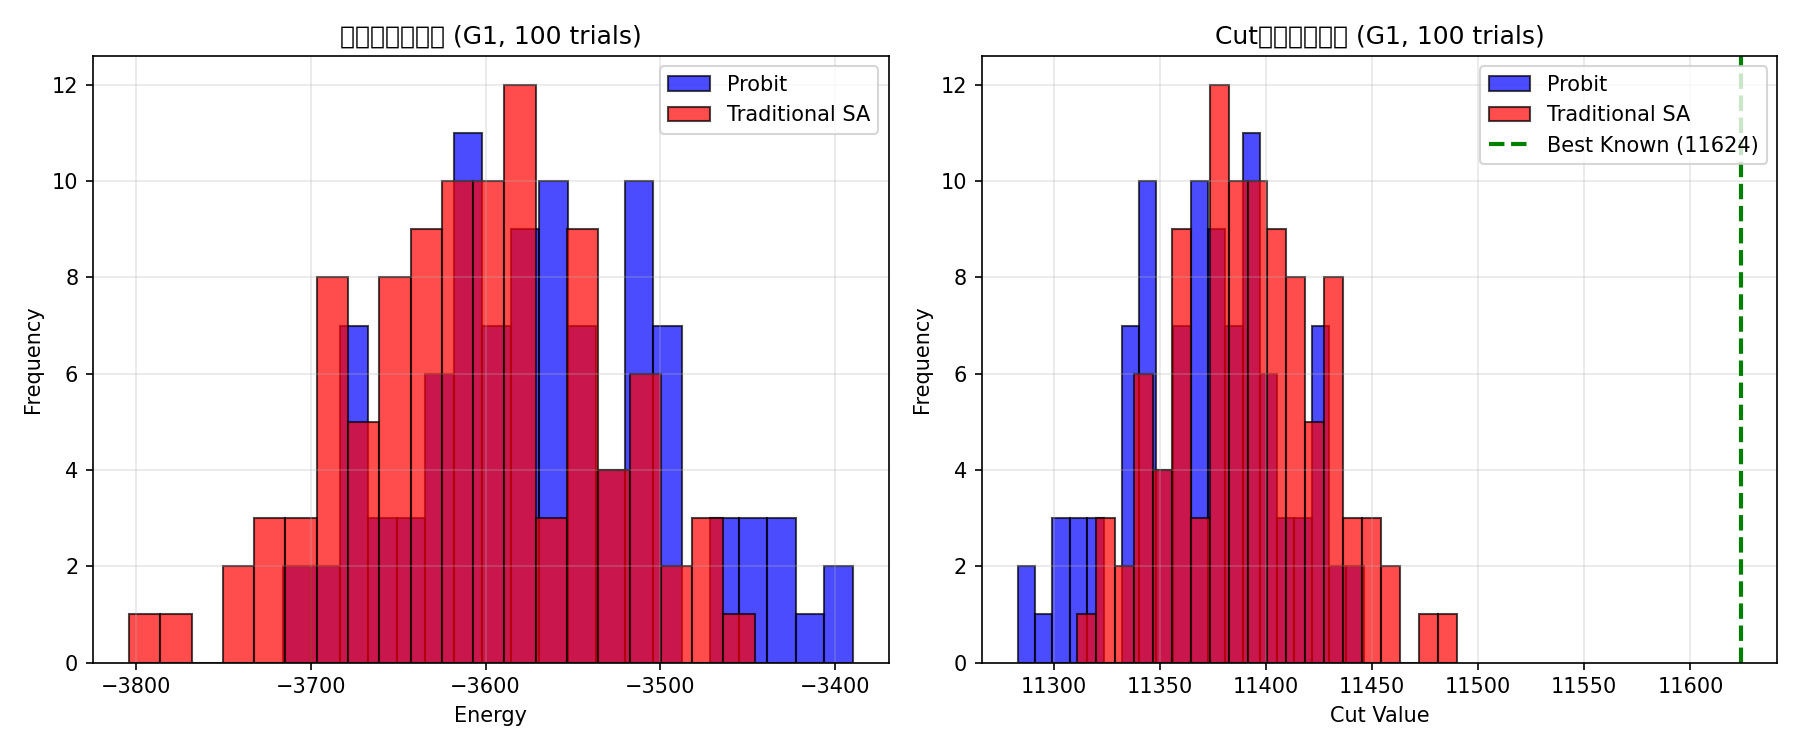 (G1, 100 trials)
12
10
8
6
4
2
0
Frequency
Probit
Traditional SA
−3800
−3700
−3600
−3500
−3400
Energy
Cut (G1, 100 trials)
12
10
8
6
4
2
0
Frequency
Probit
Traditional SA
Best Known (11624)
11300
11350
11400
11450
11500
11550
11600
Cut Value